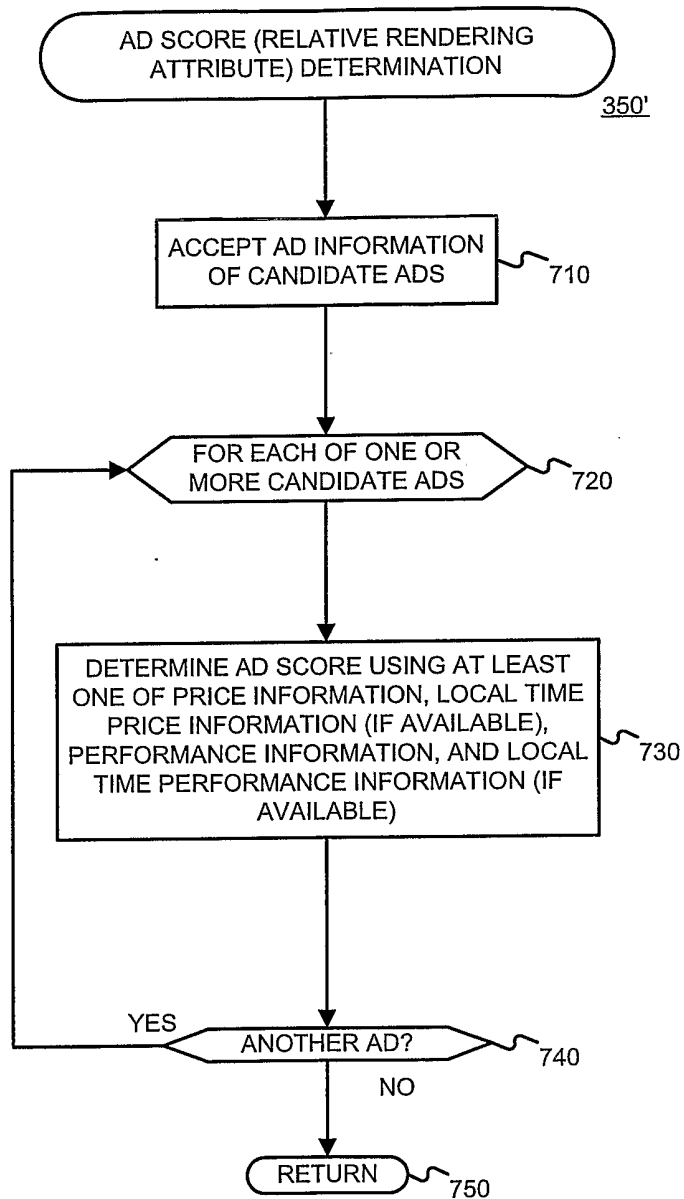 AD SCORE (RELATIVE RENDERING
ATTRIBUTE) DETERMINATION
350'
ACCEPT AD INFORMATION
OF CANDIDATE ADS
710
FOR EACH OF ONE OR
MORE CANDIDATE ADS
720
DETERMINE AD SCORE USING AT LEAST
ONE OF PRICE INFORMATION, LOCAL TIME
PRICE INFORMATION (IF AVAILABLE),
PERFORMANCE INFORMATION, AND LOCAL
TIME PERFORMANCE INFORMATION (IF
AVAILABLE)
730
YES
ANOTHER AD?
740
NO
RETURN
750